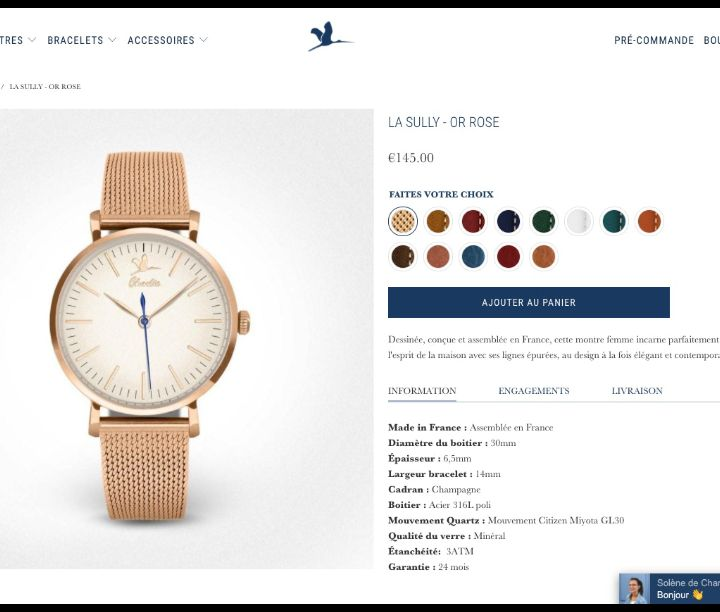 TRES BRACELETS ACCESSOIRES PRÉ-COMMANDE BOU
/ LA SULLY - OR ROSE
LA SULLY - OR ROSE
€145.00
FAITES VOTRE CHOIX
AJOUTER AU PANIER
Dessinée, conçue et assemblée en France, cette montre femme incarne parfaitement
l'esprit de la maison avec ses lignes épurées, au design à la fois élégant et contempora
INFORMATION ENGAGEMENTS LIVRAISON
Made in France : Assemblée en France
Diamètre du boitier : 30mm
Épaisseur : 6,5mm
Largeur bracelet : 14mm
Cadran : Champagne
Boitier : Acier 316L poli
Mouvement Quartz : Mouvement Citizen Miyota GL30
Qualité du verre : Minéral
Étanchéité: 3ATM
Garantie : 24 mois
Solène de Char
Bonjour 👋